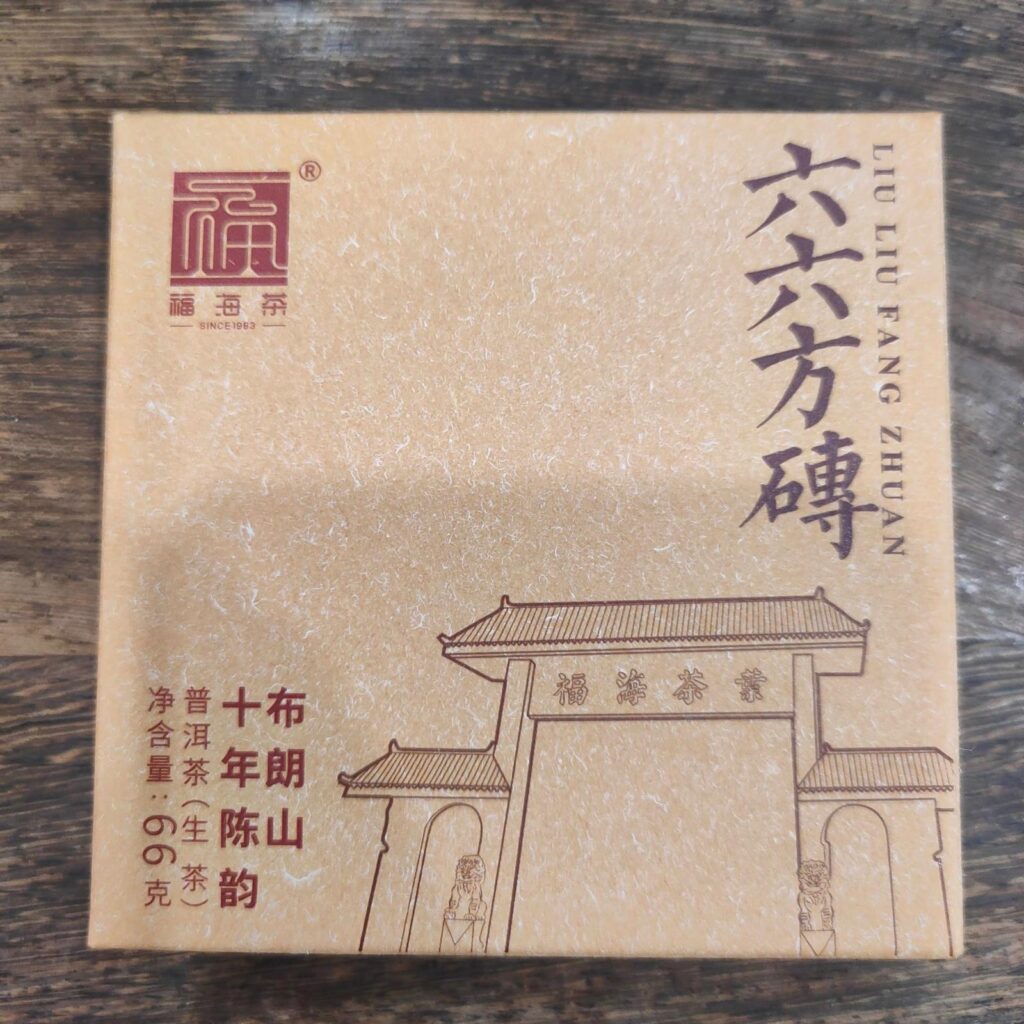 福
®
福海茶
SINCE1983
六六方磚
LIU LIU FANG ZHUAN
福海茶葉
布朗山
十年陈韵
普洱茶(生茶)
净含量:66克